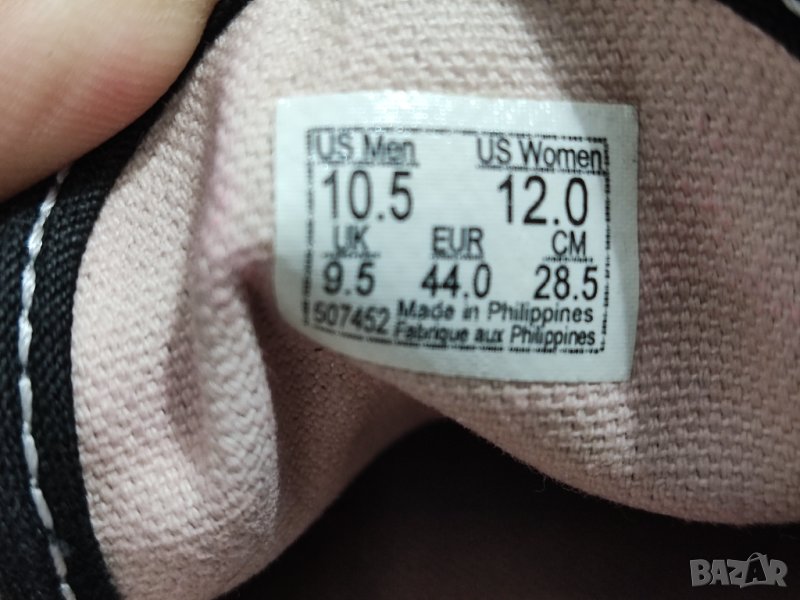 US Men US Women
10.5 12.0
UK EUR CM
9.5 44.0 28.5
507452 Made in Philippines
Fabrique aux Philippines
BAZAR